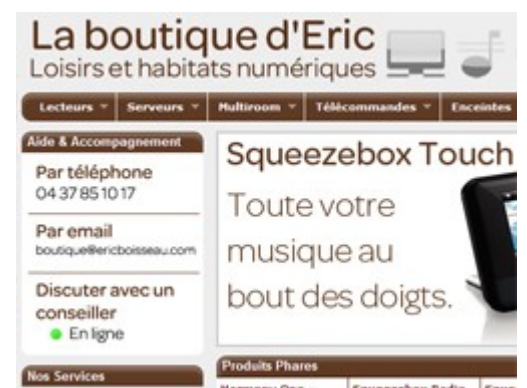 La boutique d'Eric
Loisirs et habitats numériques
Lecteurs Serveurs Multiroom Télécommandes Enceintes
Aide & Accompagnement
Par téléphone
04 37 85 10 17
Par email
boutique@ericboisseau.com
Discuter avec un
conseiller
En ligne
Nos Services
Squeezebox Touch
Toute votre
musique au
bout des doigts.
Produits Phares